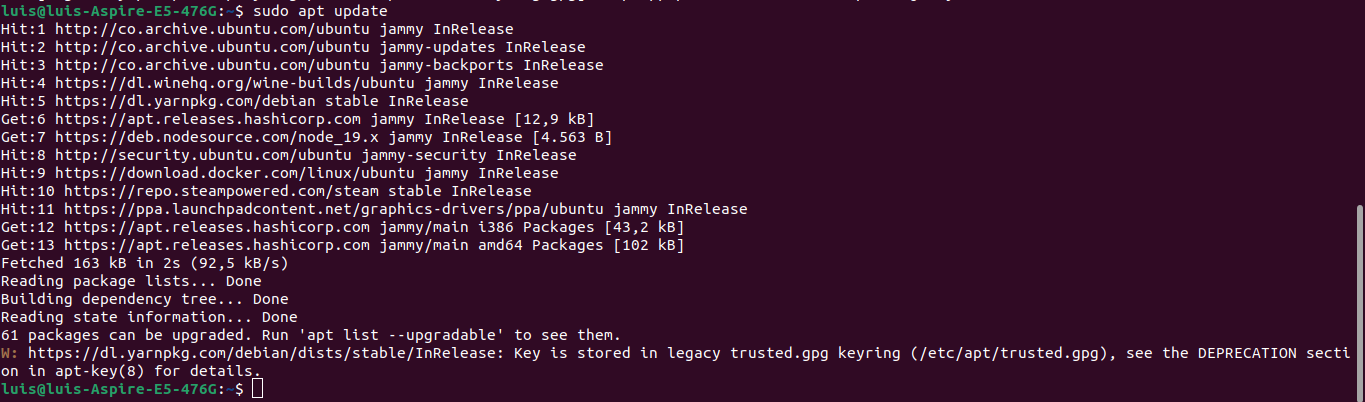 luis@luis-Aspire-E5-476G:~$ sudo apt update
Hit:1 http://co.archive.ubuntu.com/ubuntu jammy InRelease
Hit:2 http://co.archive.ubuntu.com/ubuntu jammy-updates InRelease
Hit:3 http://co.archive.ubuntu.com/ubuntu jammy-backports InRelease
Hit:4 https://dl.winehq.org/wine-builds/ubuntu jammy InRelease
Hit:5 https://dl.yarnpkg.com/debian stable InRelease
Get:6 https://apt.releases.hashicorp.com jammy InRelease [12,9 kB]
Get:7 https://deb.nodesource.com/node_19.x jammy InRelease [4.563 B]
Hit:8 http://security.ubuntu.com/ubuntu jammy-security InRelease
Hit:9 https://download.docker.com/linux/ubuntu jammy InRelease
Hit:10 https://repo.steampowered.com/steam stable InRelease
Hit:11 https://ppa.launchpadcontent.net/graphics-drivers/ppa/ubuntu jammy InRelease
Get:12 https://apt.releases.hashicorp.com jammy/main i386 Packages [43,2 kB]
Get:13 https://apt.releases.hashicorp.com jammy/main amd64 Packages [102 kB]
Fetched 163 kB in 2s (92,5 kB/s)
Reading package lists... Done
Building dependency tree... Done
Reading state information... Done
61 packages can be upgraded. Run 'apt list --upgradable' to see them.
W: https://dl.yarnpkg.com/debian/dists/stable/InRelease: Key is stored in legacy trusted.gpg keyring (/etc/apt/trusted.gpg), see the DEPRECATION secti
on in apt-key(8) for details.
luis@luis-Aspire-E5-476G:~$